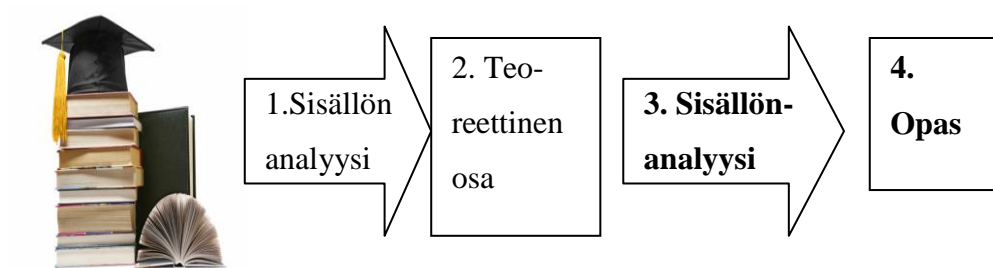 1.Sisällön
analyysi
2. Teo-
reettinen
osa
3. Sisällön-
analyysi
4.
Opas